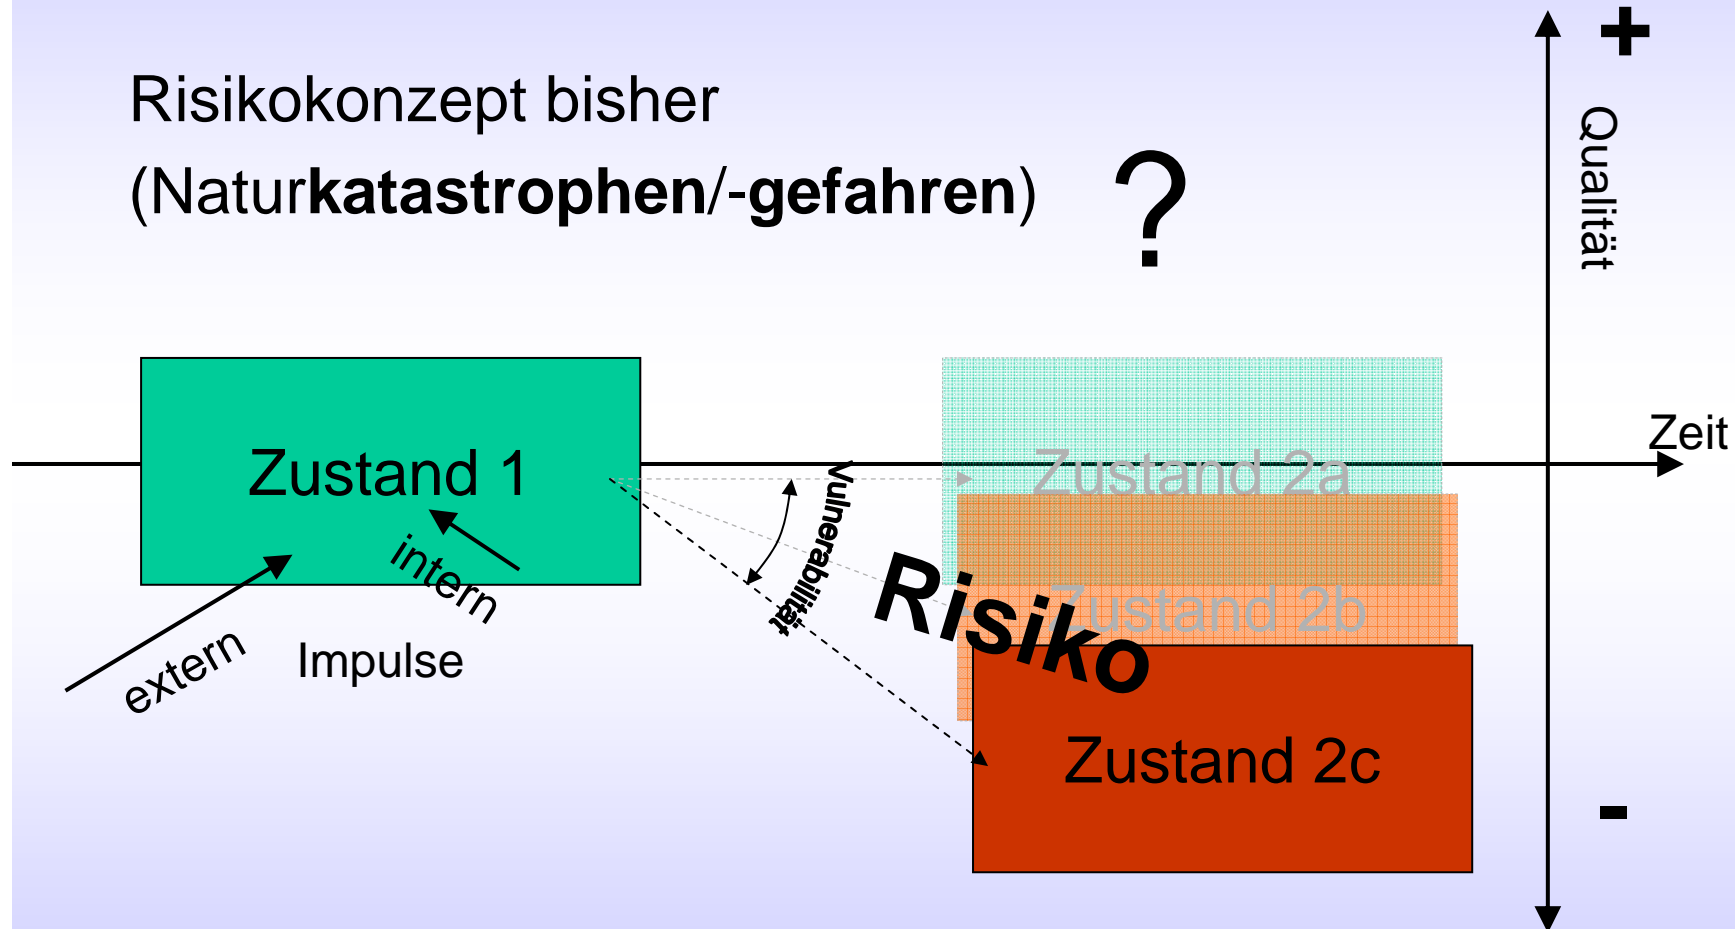 +
Risikokonzept bisher
(Naturkatastrophen/-gefahren)
?
Qualität
Zeit
Zustand 1
Zustand 2a
Vulnerabilität
intern
extern
Impulse
Risiko
Zustand 2b
Zustand 2c
-